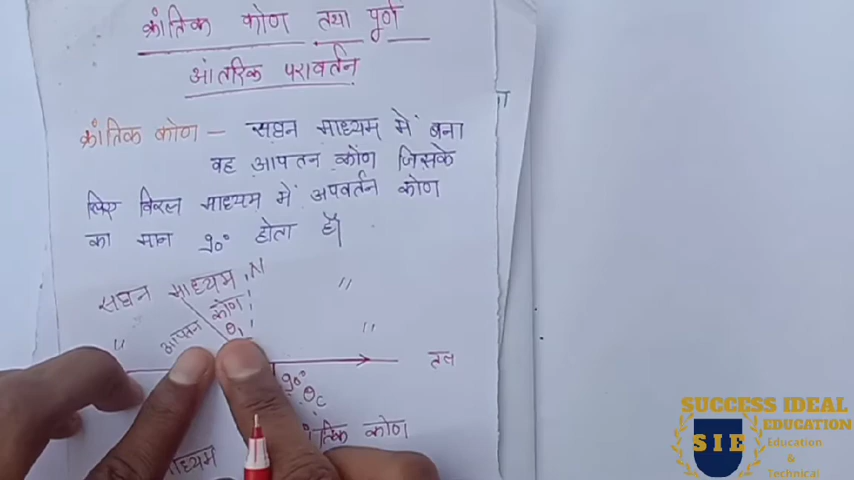 क्रांतिक कोण तथा पूर्ण
आंतरिक परावर्तन
क्रांतिक कोण – सघन माध्यम में बना
वह आपतन कोण जिसके
लिए विरल माध्यम में अपवर्तन कोण
का मान 90° होता है।
सघन माध्यम N
आपतन कोण
θ₁
तल
90°
θc
कोण
SUCCESS IDEAL
EDUCATION
S I E
Education
&
Technical